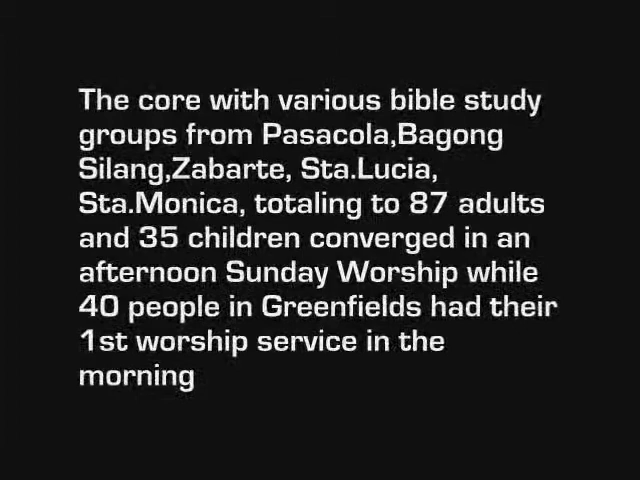 The core with various bible study
groups from Pasacola,Bagong
Silang,Zabarte, Sta.Lucia,
Sta.Monica, totaling to 87 adults
and 35 children converged in an
afternoon Sunday Worship while
40 people in Greenfields had their
1st worship service in the
morning